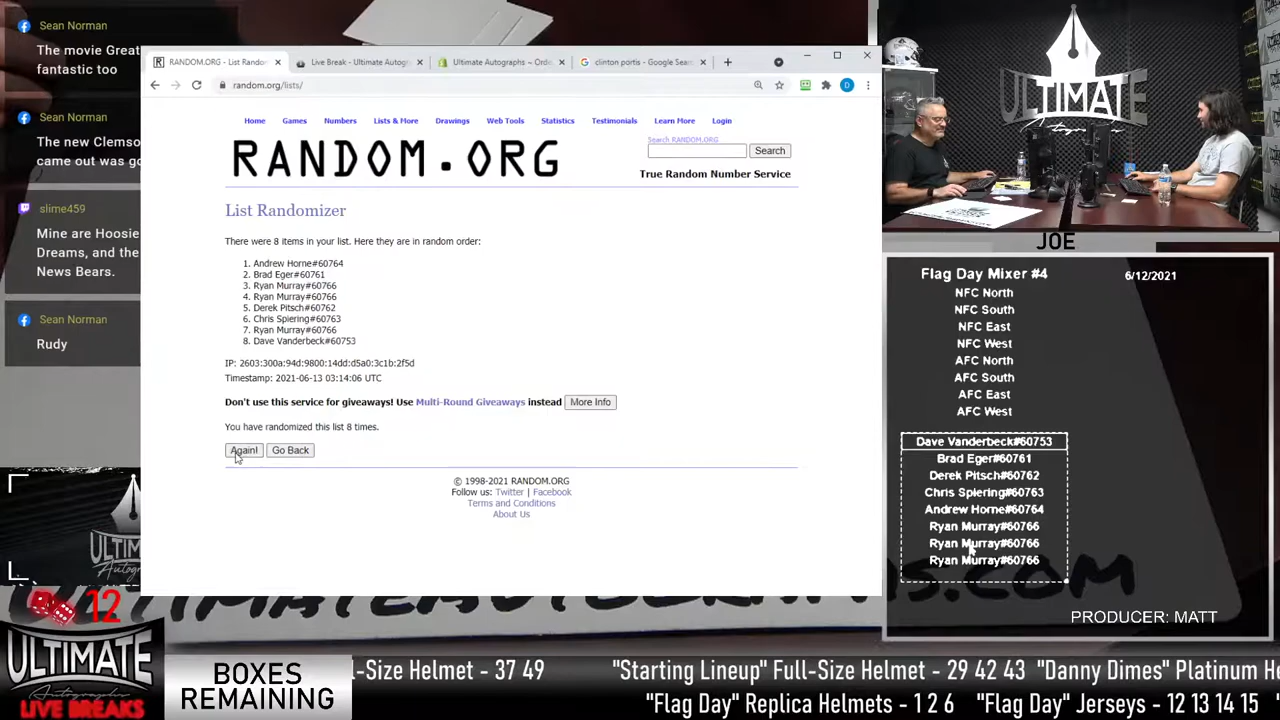 Sean Norman
The movie Great
fantastic too
Sean Norman
The new Clemso
came out was go
slime459
Mine are Hoosie
Dreams, and the
News Bears.
Sean Norman
Rudy
RANDOM.ORG - List Random
Live Break - Ultimate Autogra
Ultimate Autographs ~ Orde
clinton portis - Google Sear
random.org/lists/
D
Home Games Numbers Lists & More Drawings Web Tools Statistics Testimonials Learn More Login
Search RANDOM.ORG
Search
RANDOM.ORG
True Random Number Service
List Randomizer
There were 8 items in your list. Here they are in random order:
1. Andrew Horne#60764
2. Brad Eger#60761
3. Ryan Murray#60766
4. Ryan Murray#60766
5. Derek Pitsch#60762
6. Chris Spiering#60763
7. Ryan Murray#60766
8. Dave Vanderbeck#60753
IP: 2603:300a:94d:9800:14dd:d5a0:3c1b:2f5d
Timestamp: 2021-06-13 03:14:06 UTC
Don't use this service for giveaways! Use Multi-Round Giveaways instead More Info
You have randomized this list 8 times.
Again! Go Back
© 1998-2021 RANDOM.ORG
Follow us: Twitter | Facebook
Terms and Conditions
About Us
ULTIMATE
JOE
Flag Day Mixer #4
6/12/2021
NFC North
NFC South
NFC East
NFC West
AFC North
AFC South
AFC East
AFC West
Dave Vanderbeck#60753
Brad Eger#60761
Derek Pitsch#60762
Chris Spiering#60763
Andrew Horne#60764
Ryan Murray#60766
Ryan Murray#60766
Ryan Murray#60766
PRODUCER: MATT
12
ULTIMATE
Autographs
LIVE BREAKS
BOXES
REMAINING
ll-Size Helmet - 37 49 "Starting Lineup" Full-Size Helmet - 29 42 43 "Danny Dimes" Platinum He
"Flag Day" Replica Helmets - 1 2 6 "Flag Day" Jerseys - 12 13 14 15